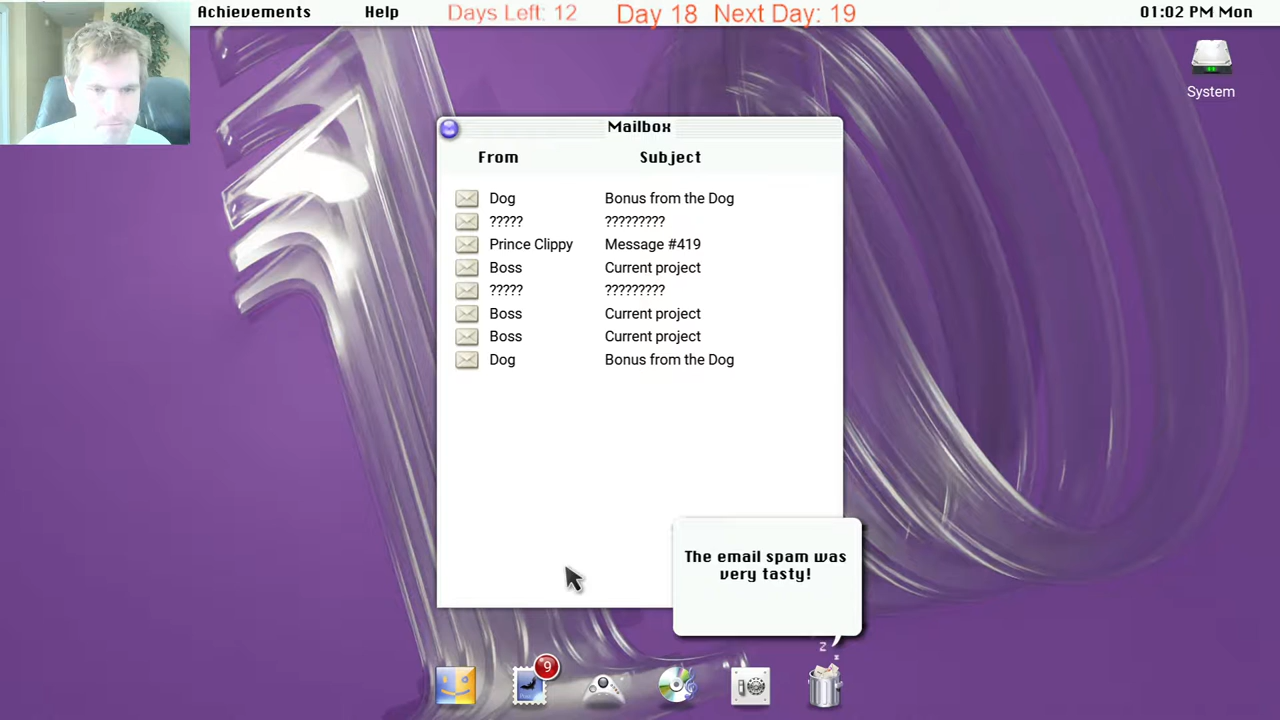 Achievements Help Days Left: 12 Day 18 Next Day: 19 01:02 PM Mon
System
Mailbox
From Subject
Dog Bonus from the Dog
????? ?????????
Prince Clippy Message #419
Boss Current project
????? ?????????
Boss Current project
Boss Current project
Dog Bonus from the Dog
The email spam was
very tasty!
z
z
9